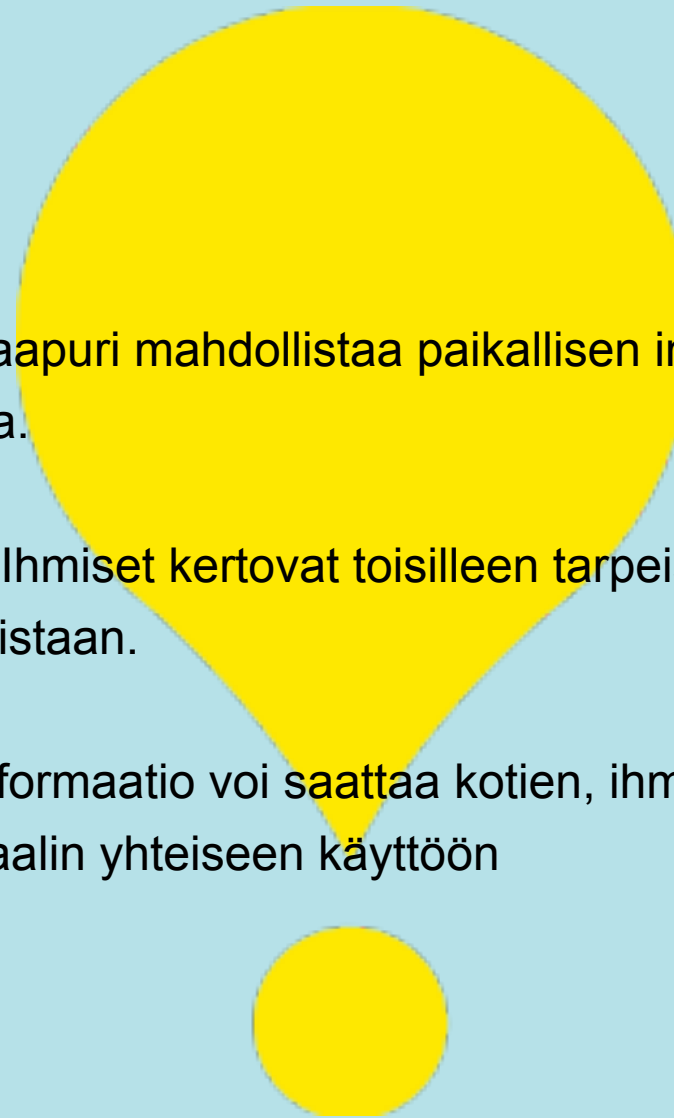 aapuri mahdollistaa paikallisen in
a.
Ihmiset kertovat toisilleen tarpei
istaan.
formaatio voi saattaa kotien, ihm
aalin yhteiseen käyttöön